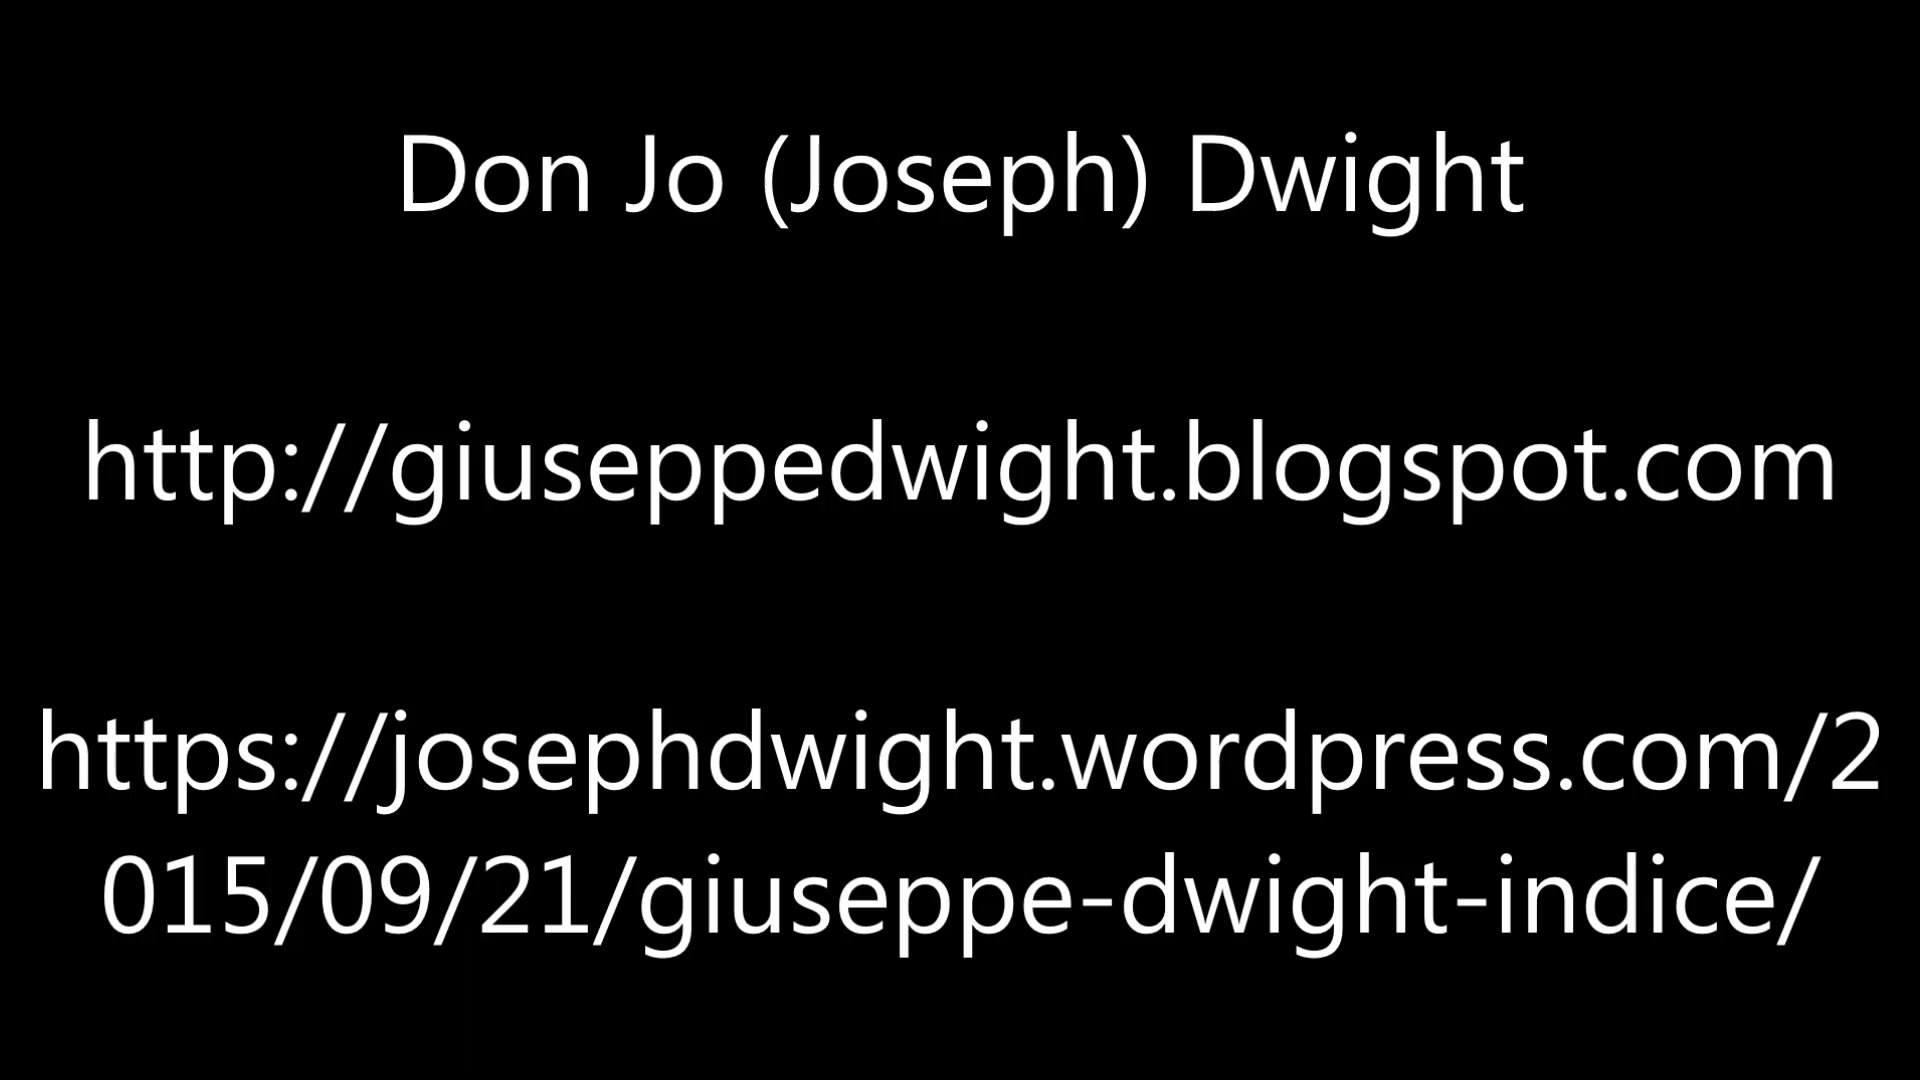 Don Jo (Joseph) Dwight
http://giuseppedwight.blogspot.com
https://josephdwight.wordpress.com/2
015/09/21/giuseppe-dwight-indice/